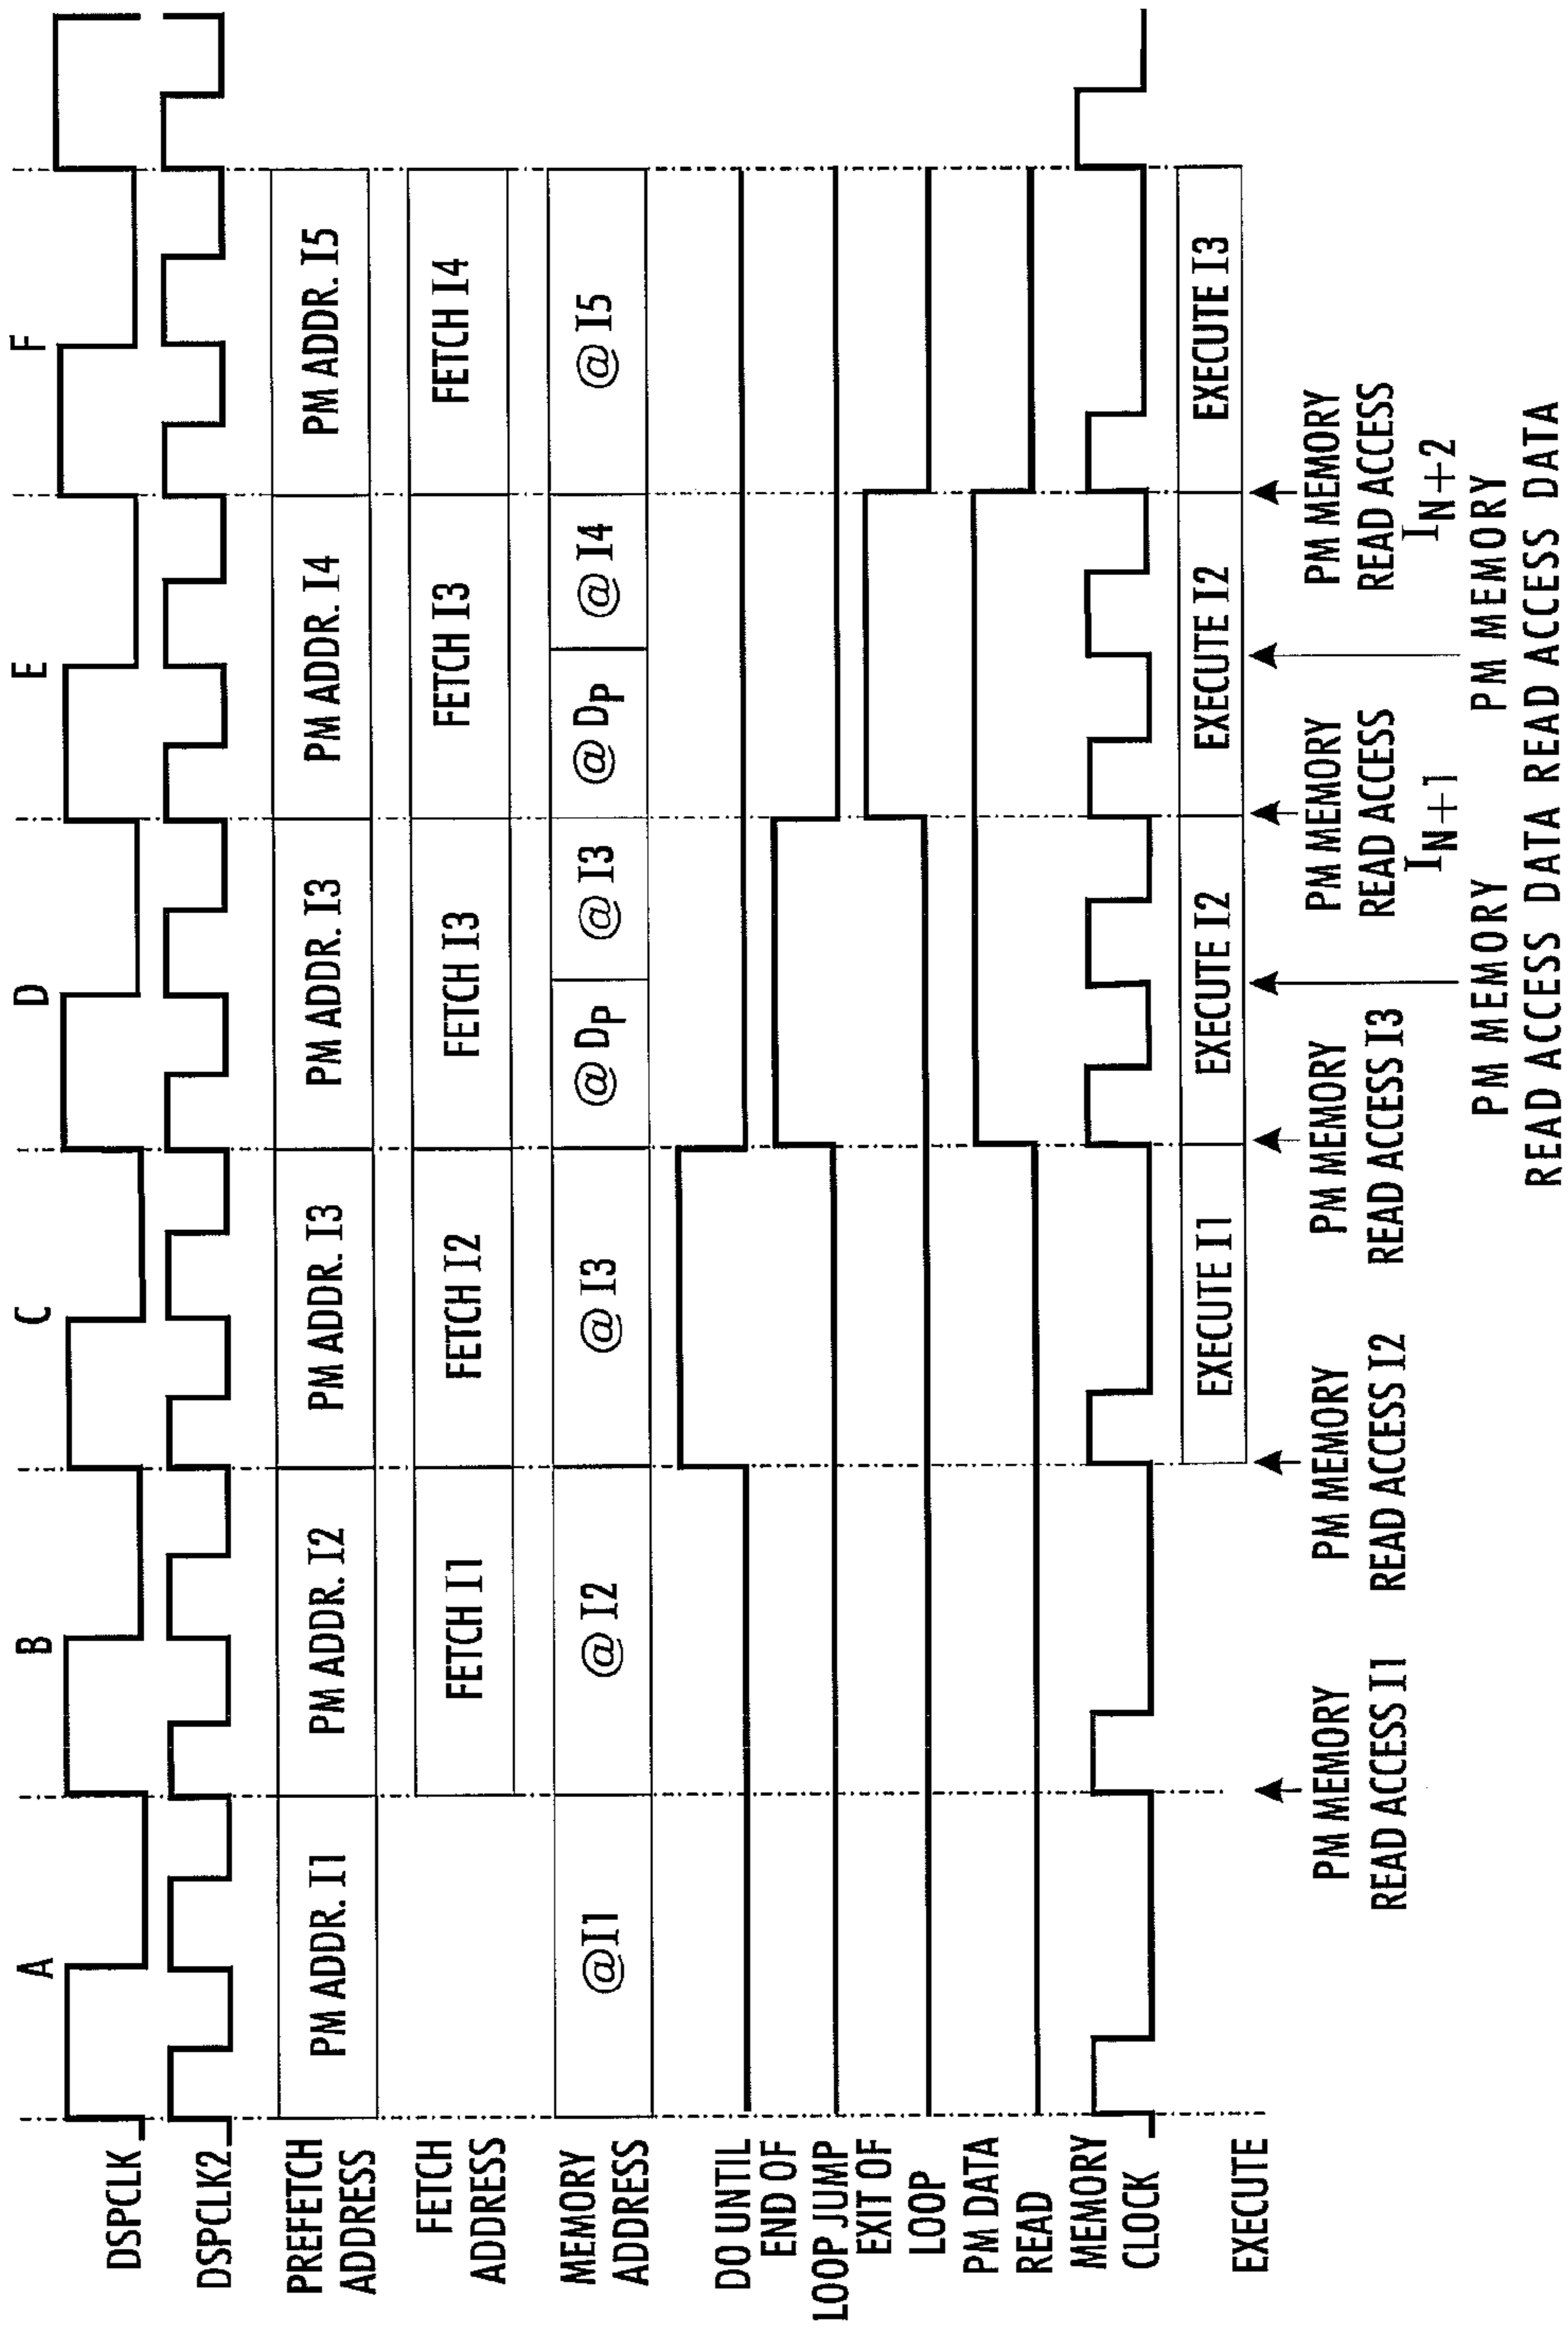 A B C D E F
DSPCLK
DSPCLK2
PREFETCH
ADDRESS
PM ADDR. I1 PM ADDR. I2 PM ADDR. I3 PM ADDR. I3 PM ADDR. I4 PM ADDR. I5
FETCH
ADDRESS
FETCH I1 FETCH I2 FETCH I3 FETCH I3 FETCH I4
MEMORY
ADDRESS
@I1 @ I2 @ I3 @ DP @ I3 @ DP @ I4 @ I5
DO UNTIL
END OF
LOOP JUMP
EXIT OF
LOOP
PM DATA
READ
MEMORY
CLOCK
EXECUTE
EXECUTE I1 EXECUTE I2 EXECUTE I2 EXECUTE I3
PM MEMORY
READ ACCESS I1
PM MEMORY
READ ACCESS I2
PM MEMORY
READ ACCESS I3
PM MEMORY
READ ACCESS
IN+1
PM MEMORY
READ ACCESS
IN+2
PM MEMORY PM MEMORY
READ ACCESS DATA READ ACCESS DATA